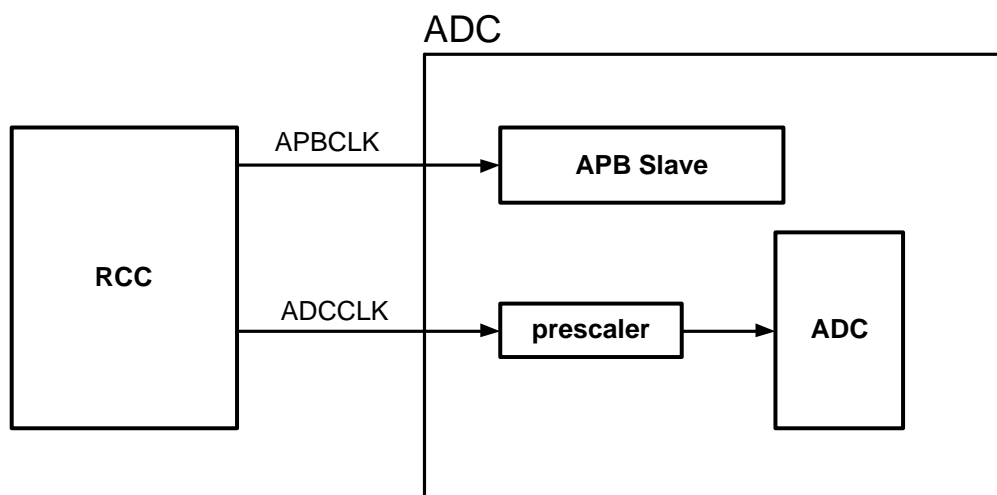 ADC
APBCLK
APB Slave
RCC
ADCCLK
prescaler
ADC